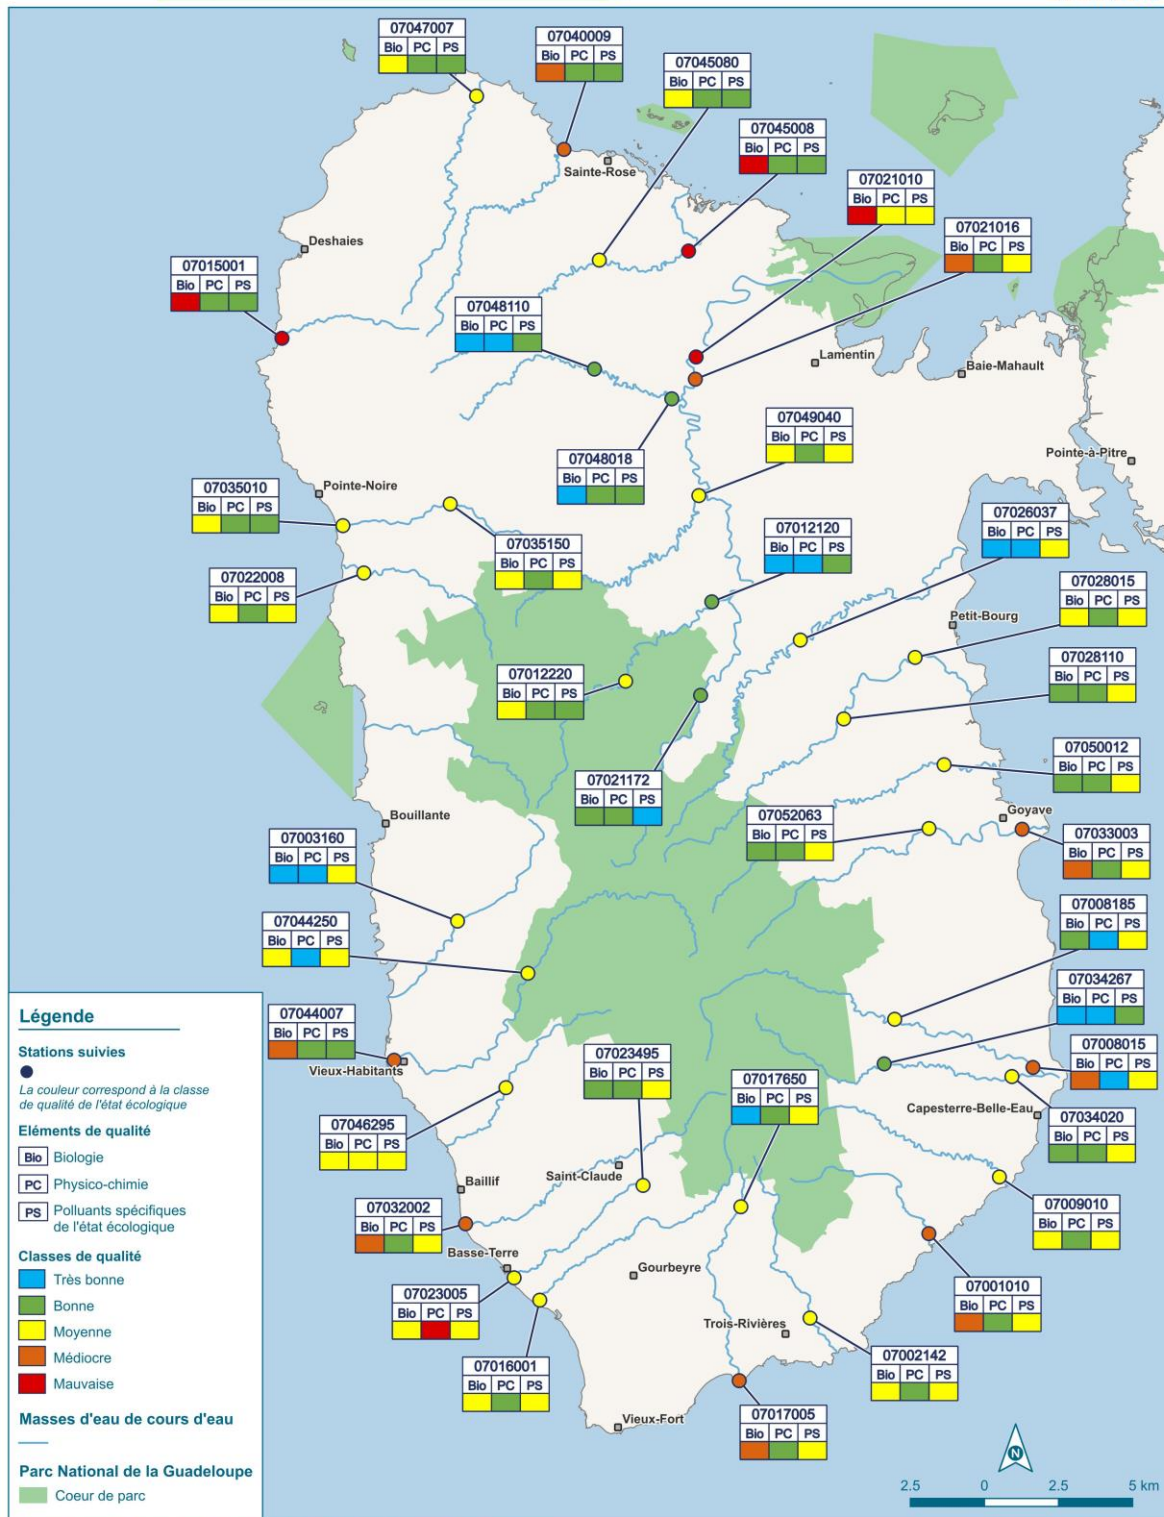 07047007
Bio PC PS
07040009
Bio PC PS
07045080
Bio PC PS
07045008
Bio PC PS
Sainte-Rose
07021010
Bio PC PS
07021016
Bio PC PS
Deshaies
07015001
Bio PC PS
07048110
Bio PC PS
Lamentin
Baie-Mahault
07049040
Bio PC PS
Pointe-à-Pitre
07048018
Bio PC PS
07035010
Bio PC PS
Pointe-Noire
07026037
Bio PC PS
07012120
Bio PC PS
07035150
Bio PC PS
07022008
Bio PC PS
07028015
Bio PC PS
Petit-Bourg
07028110
Bio PC PS
07012220
Bio PC PS
07050012
Bio PC PS
07021172
Bio PC PS
Bouillante
07052063
Bio PC PS
Goyave
07033003
Bio PC PS
07003160
Bio PC PS
07008185
Bio PC PS
07044250
Bio PC PS
07034267
Bio PC PS
07044007
Bio PC PS
Vieux-Habitants
07023495
Bio PC PS
07017650
Bio PC PS
07008015
Bio PC PS
Capesterre-Belle-Eau
07034020
Bio PC PS
07046295
Bio PC PS
Saint-Claude
Baillif
07009010
Bio PC PS
07032002
Bio PC PS
Basse-Terre
Gourbeyre
07023005
Bio PC PS
07001010
Bio PC PS
Trois-Rivières
07002142
Bio PC PS
07016001
Bio PC PS
Vieux-Fort
07017005
Bio PC PS
Légende
Stations suivies
La couleur correspond à la classe
de qualité de l'état écologique
Eléments de qualité
Bio Biologie
PC Physico-chimie
PS Polluants spécifiques
de l'état écologique
Classes de qualité
Très bonne
Bonne
Moyenne
Médiocre
Mauvaise
Masses d'eau de cours d'eau
Parc National de la Guadeloupe
Coeur de parc
N
2.5 0 2.5 5 km